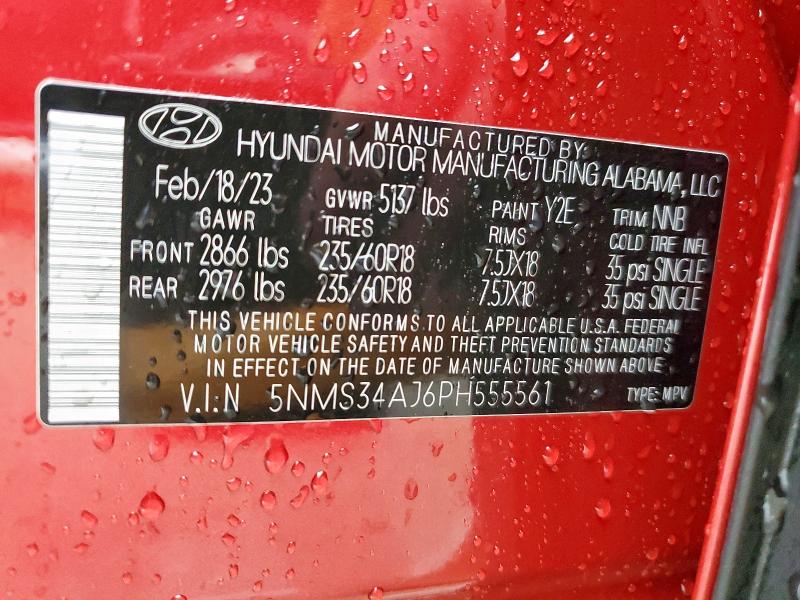 MANUFACTURED BY
HYUNDAI MOTOR MANUFACTURING ALABAMA, LLC
Feb/18/23 GVWR 5137 lbs PAINT Y2E TRIM: NNB
GAWR TIRES RIMS COLD TIRE INFL
FRONT 2866 lbs 235/60R18 7.5JX18 35 psi SINGLE
REAR 2976 lbs 235/60R18 7.5JX18 35 psi SINGLE
THIS VEHICLE CONFORMS TO ALL APPLICABLE U.S.A. FEDERAL
MOTOR VEHICLE SAFETY AND THEFT PREVENTION STANDARDS
IN EFFECT ON THE DATE OF MANUFACTURE SHOWN ABOVE
V.I.N 5NMS34AJ6PH555561 TYPE: MPV